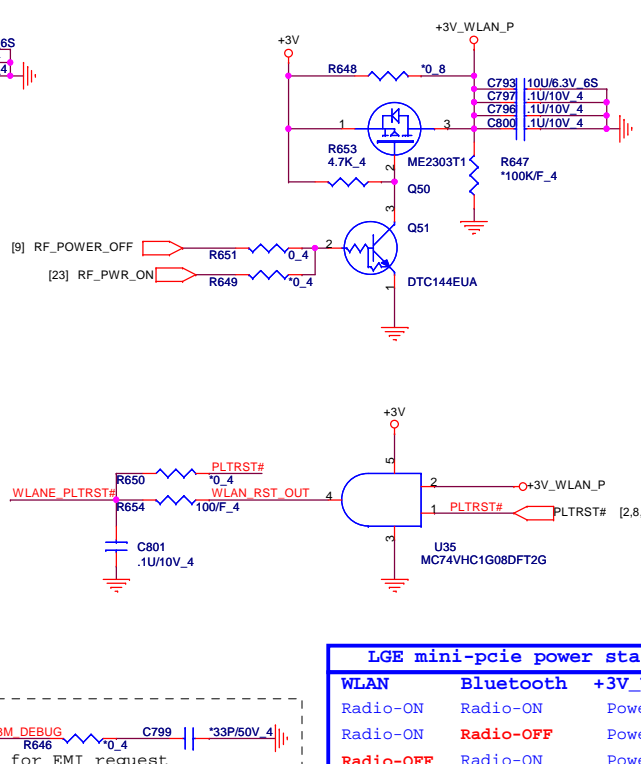 6S
4
+3V
+3V_WLAN_P
R648
*0_8
C793
10U/6.3V_6S
C797
.1U/10V_4
C796
.1U/10V_4
C800
.1U/10V_4
1
3
R653
4.7K_4
ME2303T1
R647
*100K/F_4
2
Q50
3
Q51
[9] RF_POWER_OFF
R651
0_4
2
[23] RF_PWR_ON
R649
*0_4
1
DTC144EUA
+3V
5
R650
PLTRST#
*0_4
2
+3V_WLAN_P
WLANE_PLTRST#
WLAN_RST_OUT
4
R654
100/F_4
PLTRST#
1
PLTRST# [2,8,
3
C801
.1U/10V_4
U35
MC74VHC1G08DFT2G
LGE mini-pcie power sta
WLAN Bluetooth +3V_
Radio-ON Radio-ON Powe
Radio-ON Radio-OFF Powe
Radio-OFF Radio-ON Powe
BM_DEBUG
R646
*0_4
C799
*33P/50V_4
for EMI request